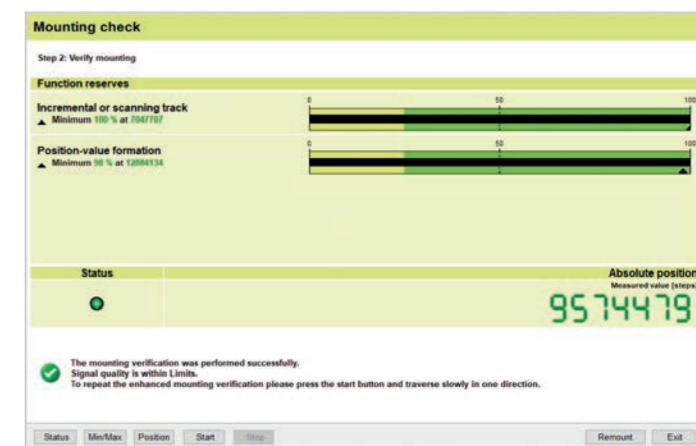 Mounting check
Step 2: Verify mounting
Function reserves
Incremental or scanning track
Minimum 100 % at 7047707
0 50 100
Position-value formation
Minimum 98 % at 12084134
0 50 100
Status
Absolute position
Measured value [steps]
9574479
The mounting verification was performed successfully.
Signal quality is within Limits.
To repeat the enhanced mounting verification please press the start button and traverse slowly in one direction.
Status Min/Max Position Start Stop Remount Exit